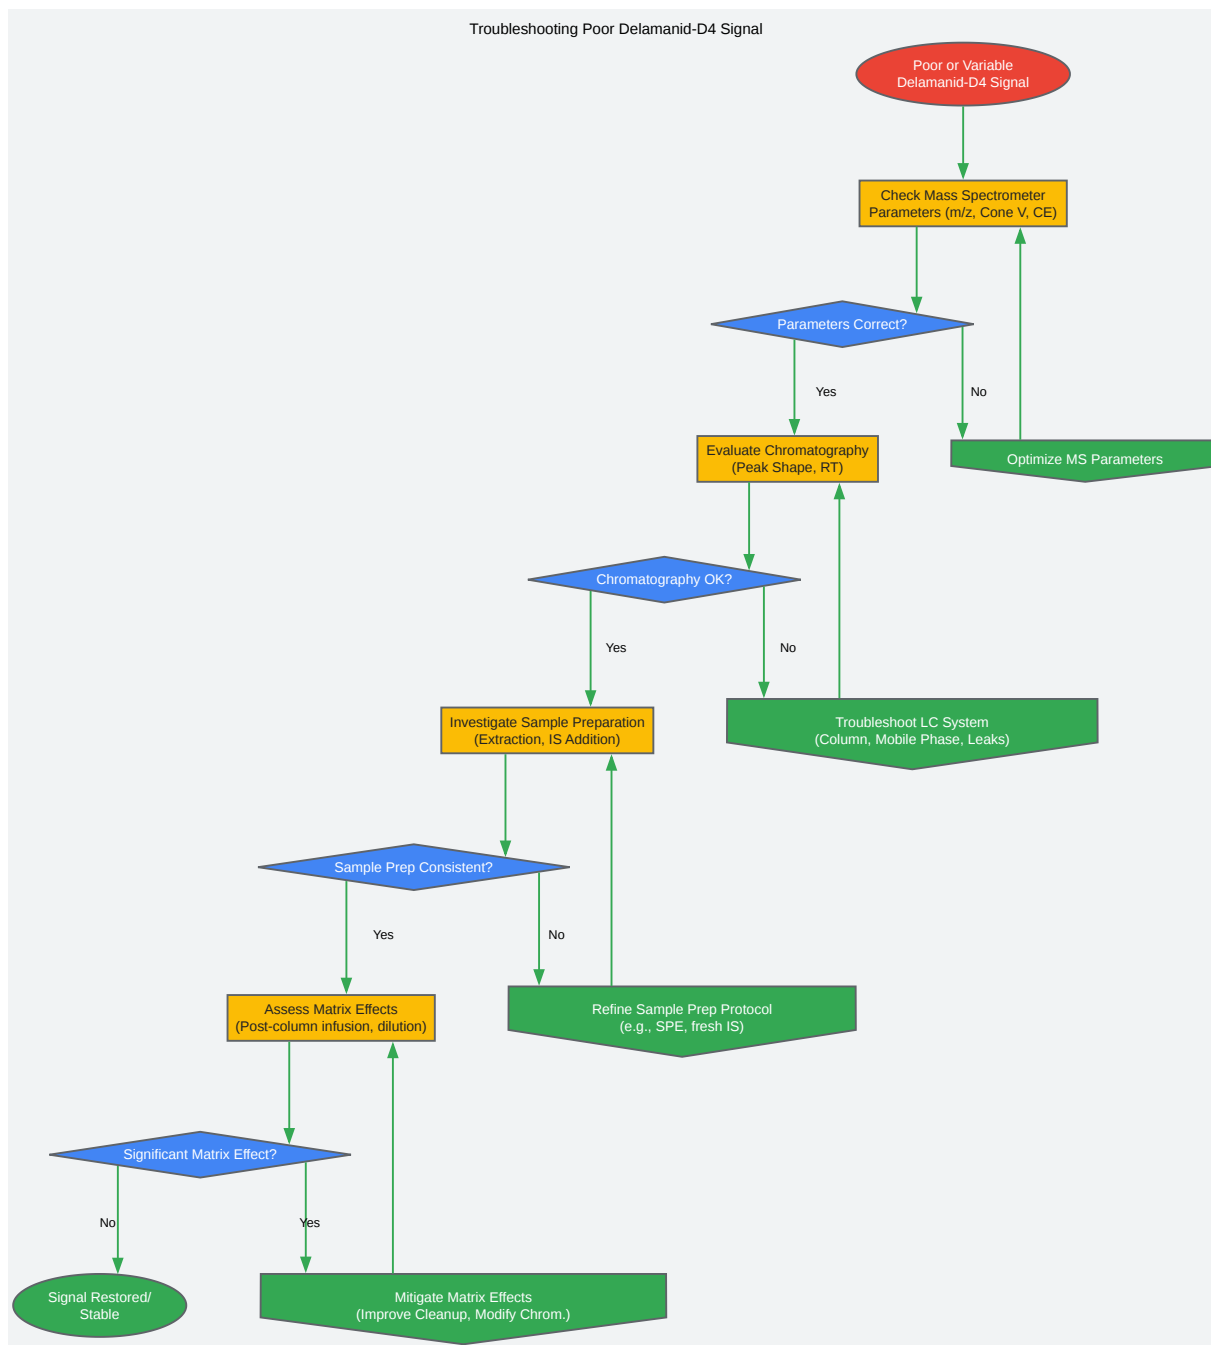 Troubleshooting Poor Delamanid-D4 Signal
Poor or Variable
Delamanid-D4 Signal
Check Mass Spectrometer
Parameters (m/z, Cone V, CE)
Parameters Correct?
Yes
No
Evaluate Chromatography
(Peak Shape, RT)
Optimize MS Parameters
Chromatography OK?
Yes
No
Investigate Sample Preparation
(Extraction, IS Addition)
Troubleshoot LC System
(Column, Mobile Phase, Leaks)
Sample Prep Consistent?
Yes
No
Assess Matrix Effects
(Post-column infusion, dilution)
Refine Sample Prep Protocol
(e.g., SPE, fresh IS)
Significant Matrix Effect?
No
Yes
Signal Restored/
Stable
Mitigate Matrix Effects
(Improve Cleanup, Modify Chrom.)